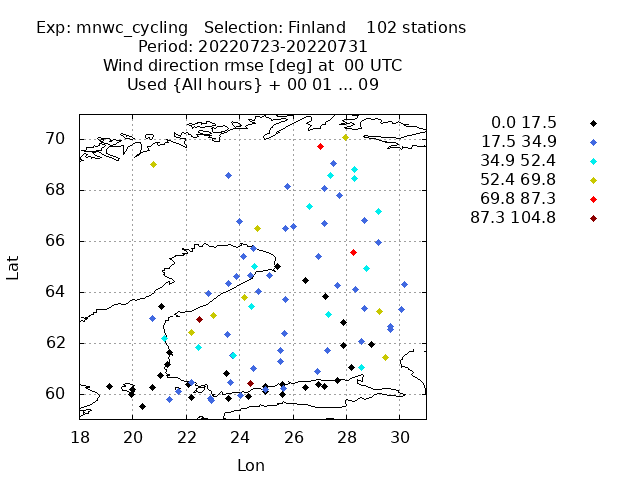 Exp: mnwc_cycling   Selection: Finland    102 stations
Period: 20220723-20220731
Wind direction rmse [deg] at  00 UTC
Used {All hours} + 00 01 ... 09
0.0 17.5
17.5 34.9
34.9 52.4
52.4 69.8
69.8 87.3
87.3 104.8
Lat
70
68
66
64
62
60
18 20 22 24 26 28 30
Lon